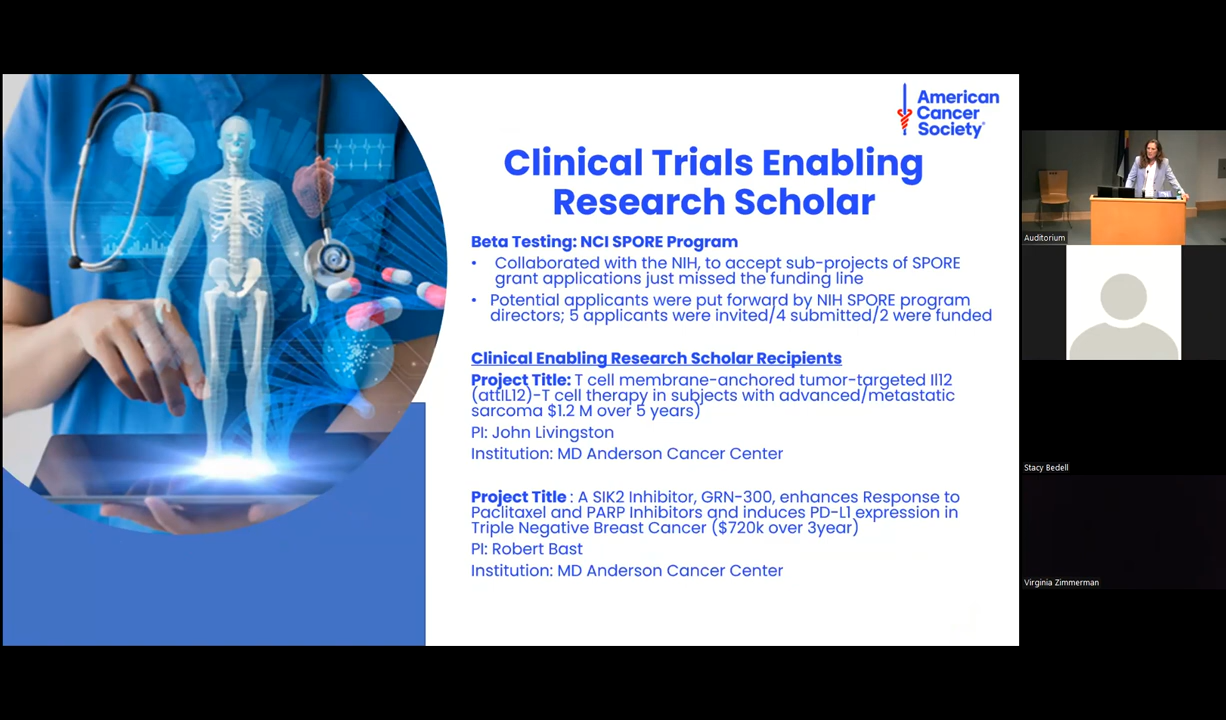 American
Cancer
Society®
Clinical Trials Enabling
Research Scholar
Beta Testing: NCI SPORE Program
• Collaborated with the NIH, to accept sub-projects of SPORE
grant applications just missed the funding line
• Potential applicants were put forward by NIH SPORE program
directors; 5 applicants were invited/4 submitted/2 were funded
Clinical Enabling Research Scholar Recipients
Project Title: T cell membrane-anchored tumor-targeted Il12
(attIL12)-T cell therapy in subjects with advanced/metastatic
sarcoma $1.2 M over 5 years)
PI: John Livingston
Institution: MD Anderson Cancer Center
Project Title : A SIK2 Inhibitor, GRN-300, enhances Response to
Paclitaxel and PARP Inhibitors and induces PD-L1 expression in
Triple Negative Breast Cancer ($720k over 3year)
PI: Robert Bast
Institution: MD Anderson Cancer Center
Auditorium
Stacy Bedell
Virginia Zimmerman